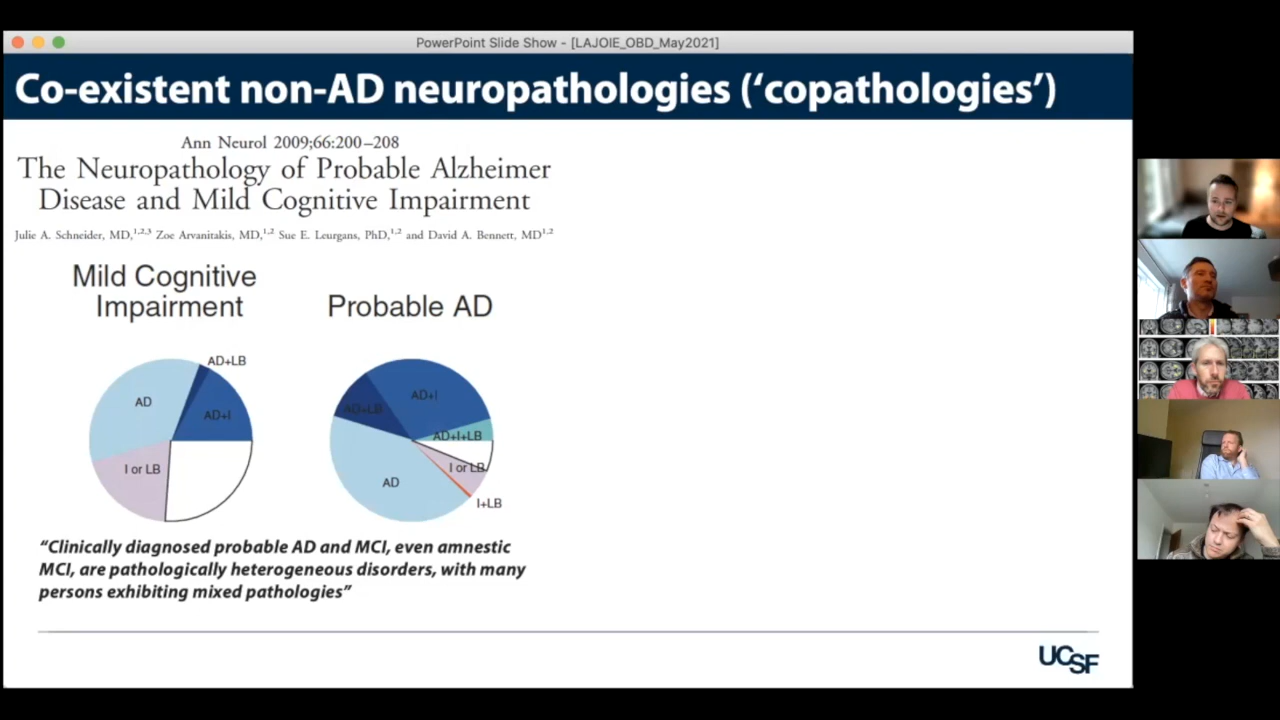 PowerPoint Slide Show - [LAJOIE_OBD_May2021]
Co-existent non-AD neuropathologies (‘copathologies’)
Ann Neurol 2009;66:200–208
The Neuropathology of Probable Alzheimer
Disease and Mild Cognitive Impairment
Julie A. Schneider, MD,1,2,3 Zoe Arvanitakis, MD,1,2 Sue E. Leurgans, PhD,1,2 and David A. Bennett, MD1,2
Mild Cognitive
Impairment
AD+LB
AD
AD+I
I or LB
Probable AD
AD+I
AD+LB
AD+I+LB
I or LB
AD
I+LB
“Clinically diagnosed probable AD and MCI, even amnestic
MCI, are pathologically heterogeneous disorders, with many
persons exhibiting mixed pathologies”
UCSF